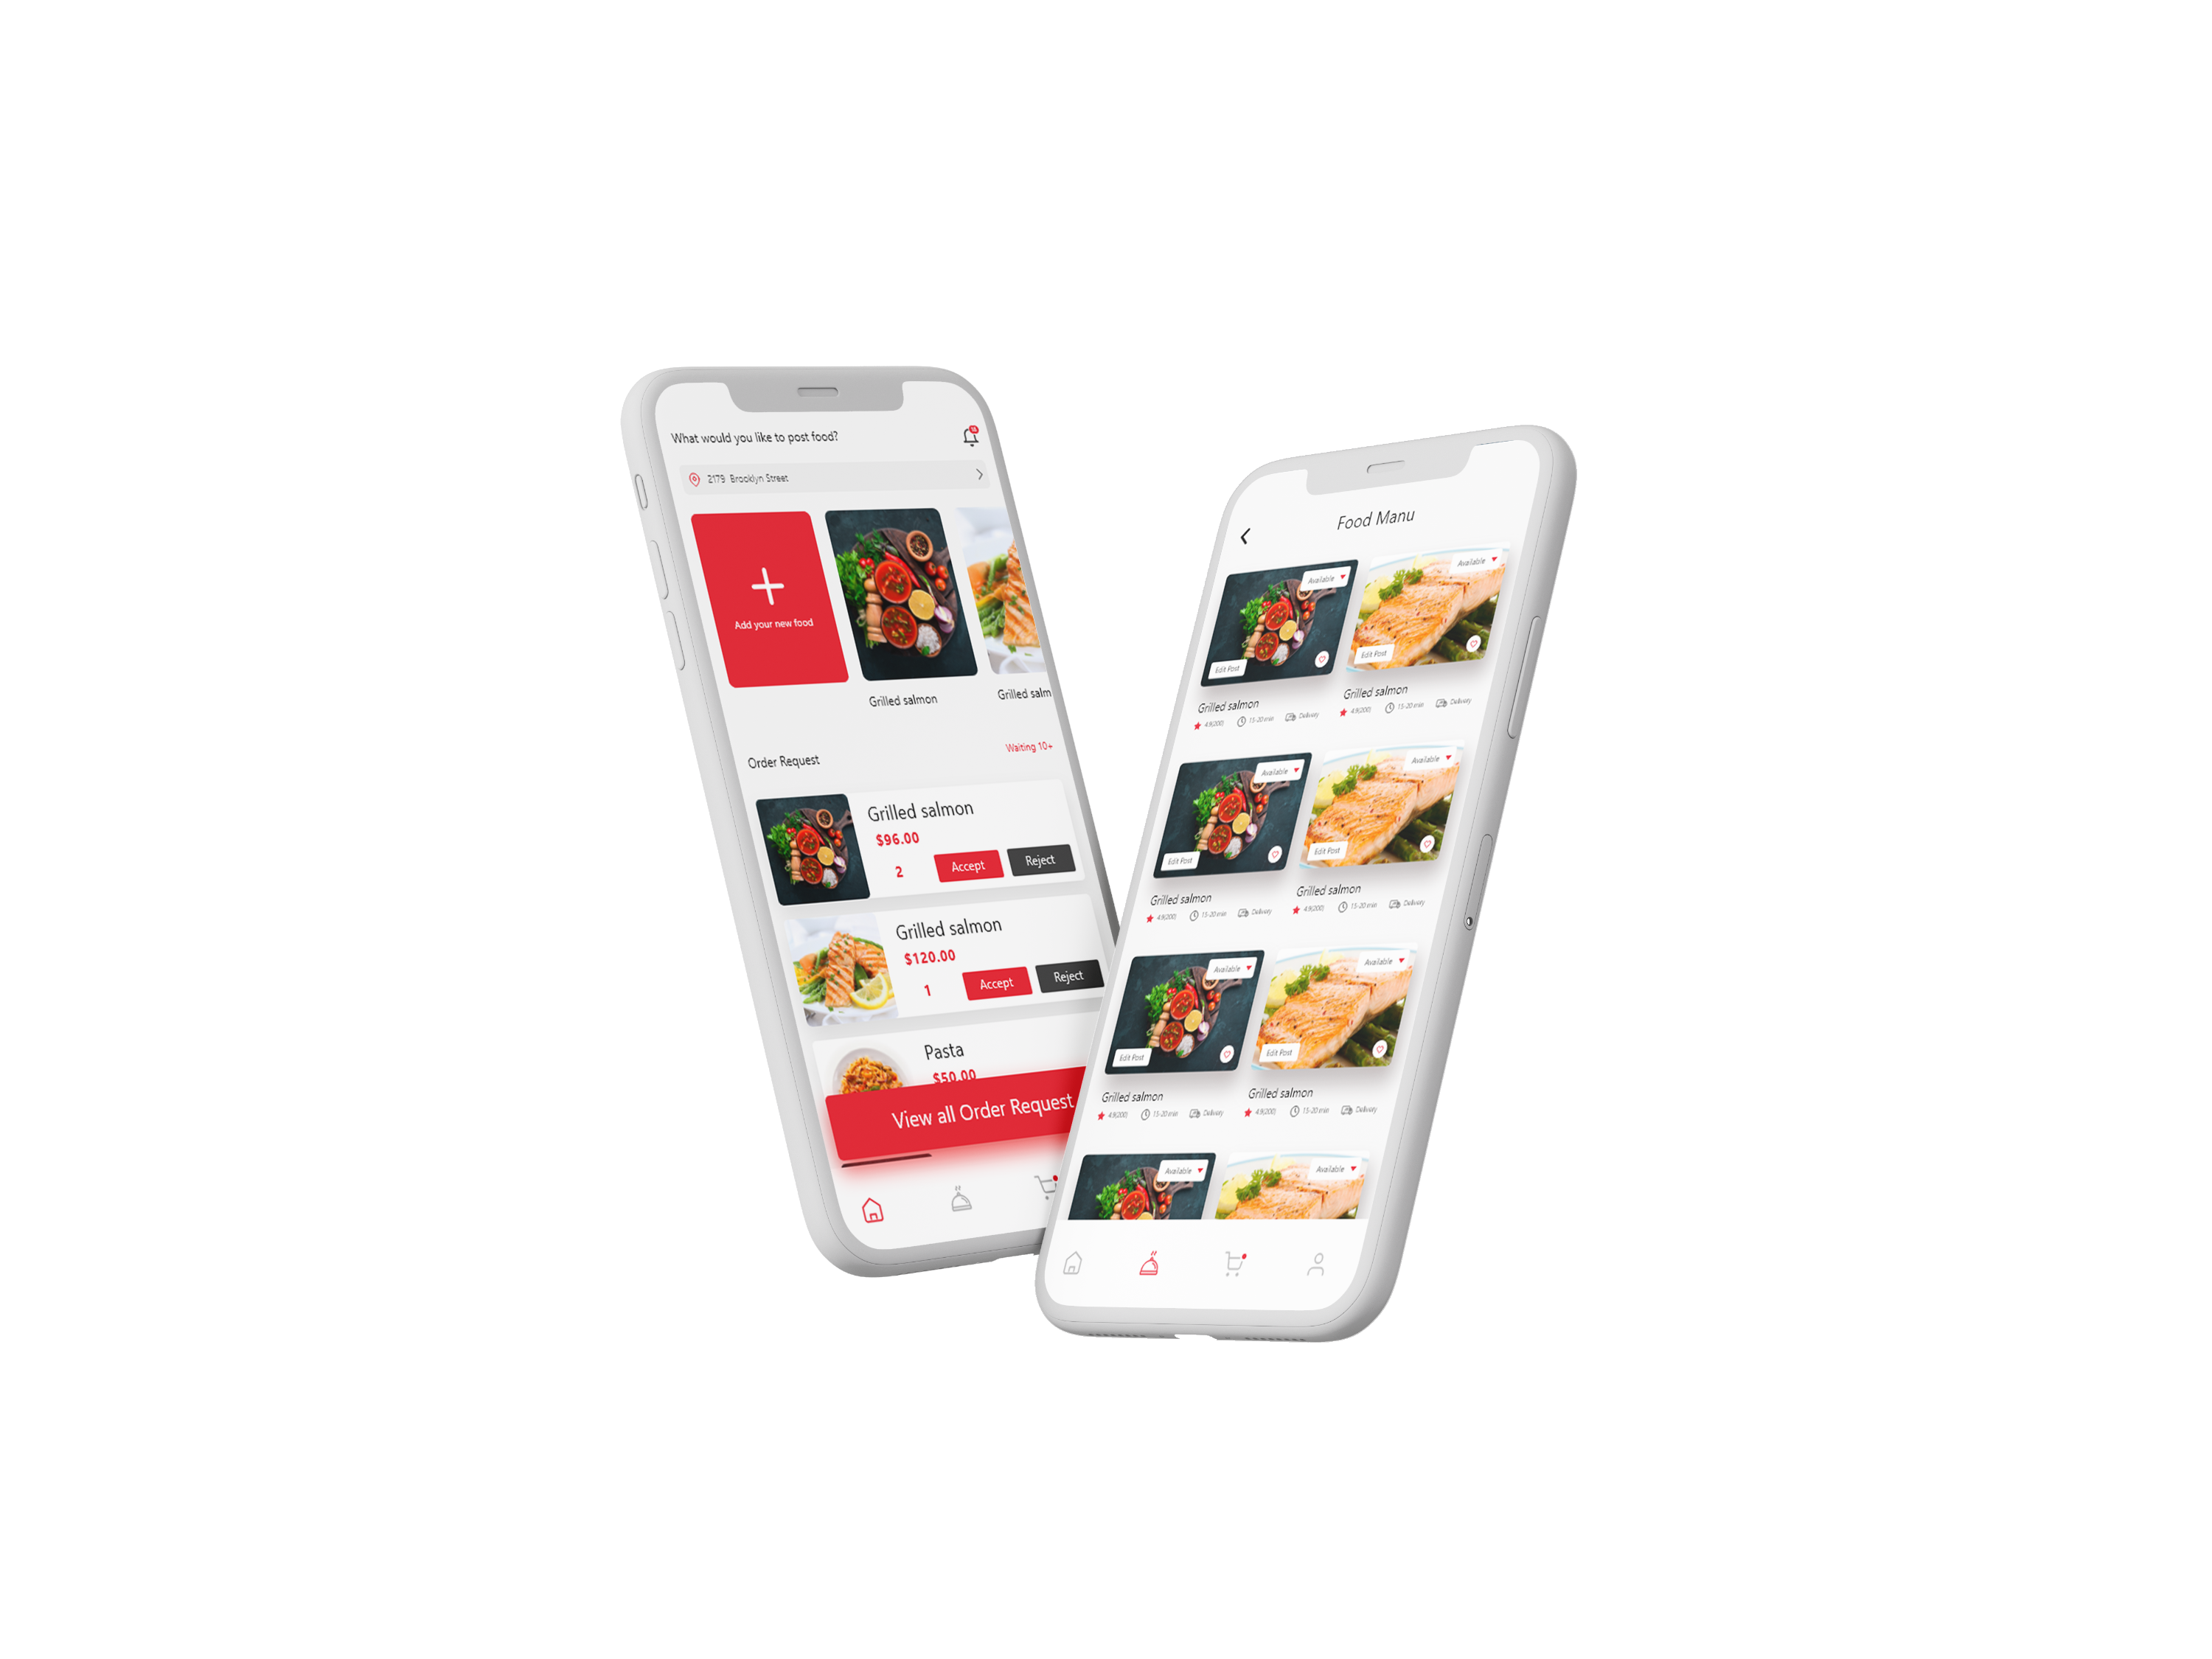 What would you like to post food?
2179 Brooklyn Street
Add your new food
Grilled salmon
Grilled salm
Order Request
Waiting 10+
Grilled salmon
$96.00
2
Accept
Reject
Grilled salmon
$120.00
1
Accept
Reject
Pasta
$50.00
View all Order Request
Food Manu
Available
Edit Post
Available
Edit Post
Grilled salmon
4.9(200) 15-20 min Delivery
Grilled salmon
4.9(200) 15-20 min Delivery
Available
Edit Post
Available
Edit Post
Grilled salmon
4.9(200) 15-20 min Delivery
Grilled salmon
4.9(200) 15-20 min Delivery
Available
Edit Post
Available
Edit Post
Grilled salmon
4.9(200) 15-20 min Delivery
Grilled salmon
4.9(200) 15-20 min Delivery
Available
Available